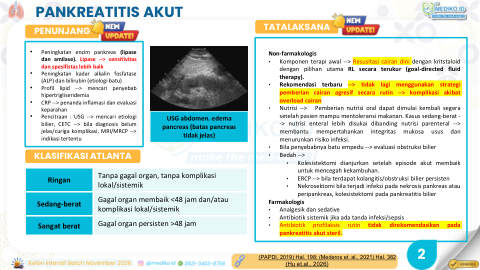 PANKREATITIS AKUT
MEDIKO.ID
PENUNJANG
NEW UPDATE!
• Peningkatan enzim pankreas (lipase
dan amilase). Lipase --> sensitivitas
dan spesifisitas lebih baik
• Peningkatan kadar alkalin fosfatase
(ALP) dan bilirubin (etiologi batu)
• Profil lipid --> mencari penyebab
hipertrigliseridemia
• CRP --> penanda inflamasi dan evaluasi
keparahan
• Pencitraan : USG --> mencari etiologi
bilier, CETC --> bila diagnosis belum
jelas/curiga komplikasi, MRI/MRCP -->
indikasi tertentu
USG abdomen. edema
pancreas (batas pancreas
tidak jelas)
KLASIFIKASI ATLANTA
Ringan
Tanpa gagal organ, tanpa komplikasi
lokal/sistemik
Sedang-berat
Gagal organ membaik <48 jam dan/atau
komplikasi lokal/sistemik
Sangat berat
Gagal organ persisten >48 jam
TATALAKSANA
NEW UPDATE!
Non-farmakologis
• Komponen terapi awal --> Resusitasi cairan dini dengan kristaloid
dengan pilihan utama RL secara terukur (goal-directed fluid
therapy).
• Rekomendasi terbaru --> tidak lagi menggunakan strategi
pemberian cairan agresif secara rutin --> komplikasi akibat
overload cairan
• Nutrisi --> Pemberian nutrisi oral dapat dimulai kembali segera
setelah pasien mampu mentoleransi makanan. Kasus sedang-berat -
-> nutrisi enteral lebih disukai dibanding nutrisi parenteral -->
membantu mempertahankan integritas mukosa usus dan
menurunkan risiko infeksi.
• Bila penyebabnya batu empedu --> evaluasi obstruksi bilier
• Bedah -->
• Kolesistektomi dianjurkan setelah episode akut membaik
untuk mencegah kekambuhan.
• ERCP --> bila terdapat kolangitis/obstruksi bilier persisten
• Nekrosektomi bila terjadi infeksi pada nekrosis pankreas atau
peripankreas, kolesistektomi pada pankreatitis bilier
Farmakologis
• Analgesik dan sedative
• Antibiotik sistemik jika ada tanda infeksi/sepsis
• Antibiotik profilaksis rutin tidak direkomendasikan pada
pankreatitis akut steril.
Kelas Intensif Batch November 2026
@medikoid
(PAPDI, 2019) Hal. 198; (Mederos et al., 2021) Hal. 382
(Hu et al., 2026)
2